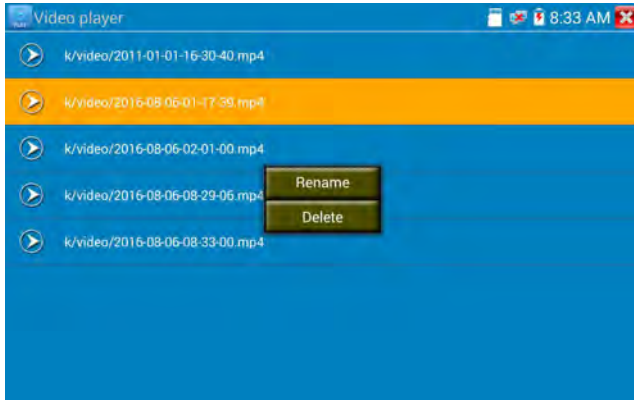 Video player
8:33 AM
k/video/2011-01-01-16-30-40.mp4
k/video/2016-08-06-01-17-39.mp4
k/video/2016-08-06-02-01-00.mp4
Rename
k/video/2016-08-06-08-29-06.mp4
Delete
k/video/2016-08-06-08-33-00.mp4